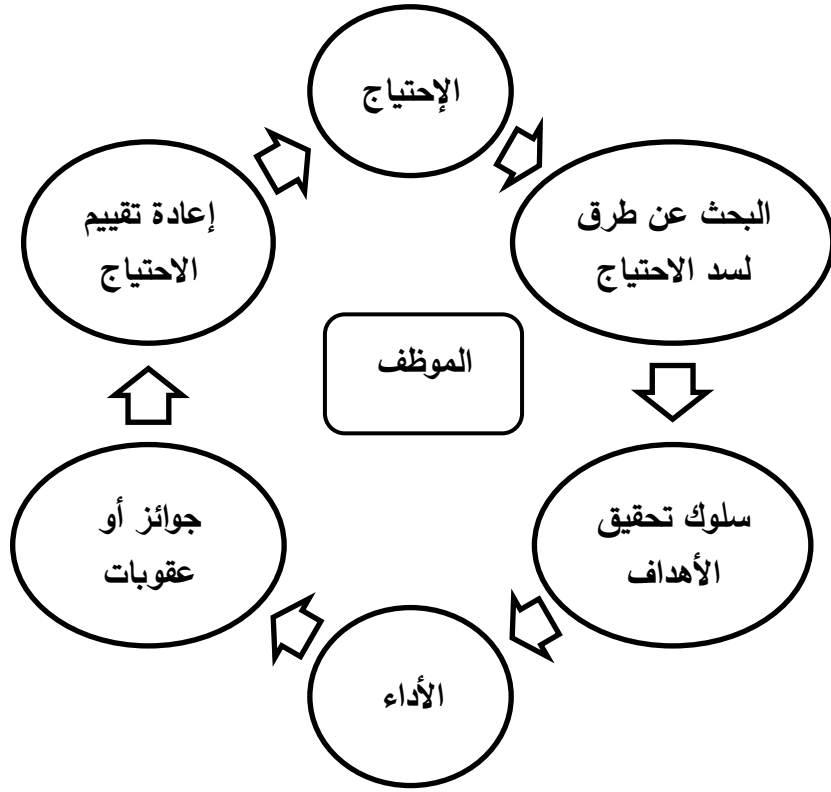 الإحتياج
البحث عن طرق
لسد الاحتياج
سلوك تحقيق
الأهداف
الأداء
جوائز أو
عقوبات
إعادة تقييم
الاحتياج
الموظف